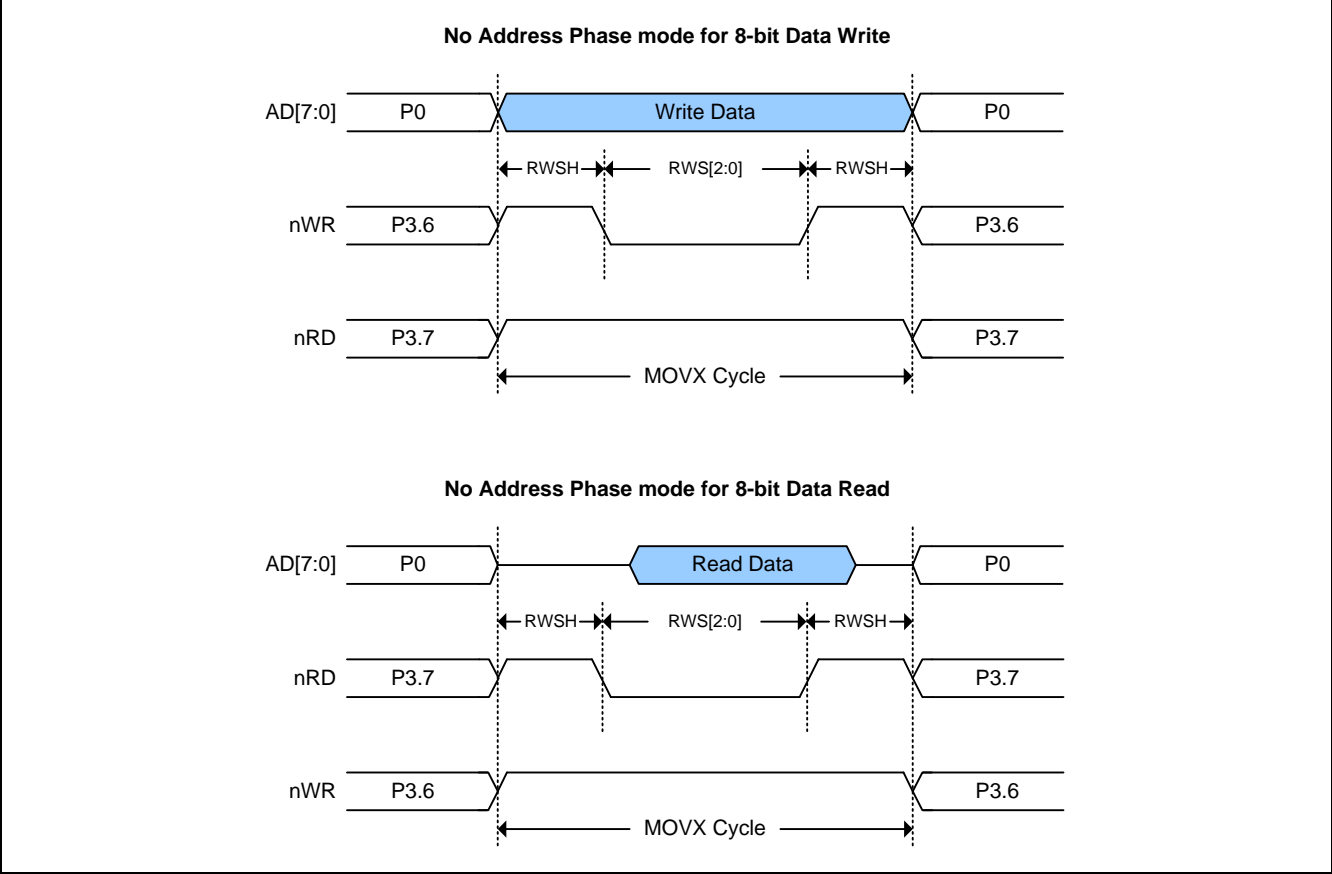 No Address Phase mode for 8-bit Data Write
AD[7:0] P0 Write Data P0
RWSH RWS[2:0] RWSH
nWR P3.6 P3.6
nRD P3.7 P3.7
MOVX Cycle
No Address Phase mode for 8-bit Data Read
AD[7:0] P0 Read Data P0
RWSH RWS[2:0] RWSH
nRD P3.7 P3.7
nWR P3.6 P3.6
MOVX Cycle